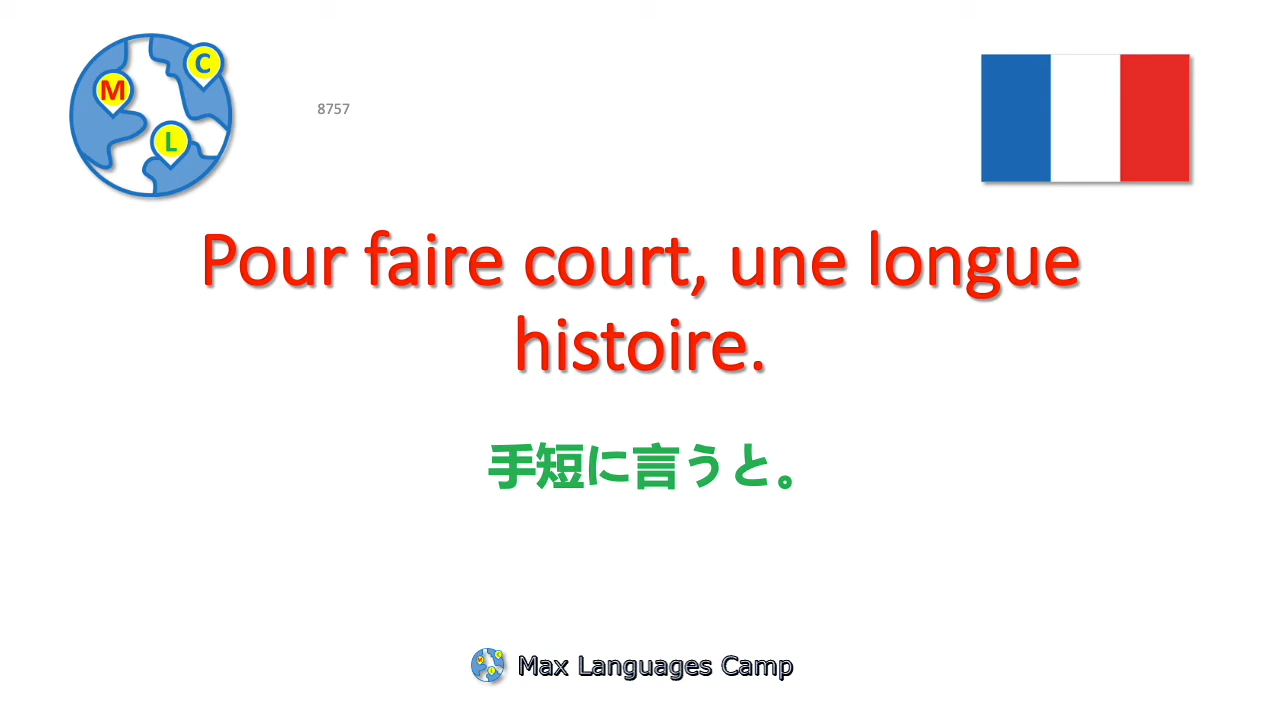 C
M
L
8757
Pour faire court, une longue
histoire.
手短に言うと。
Max Languages Camp